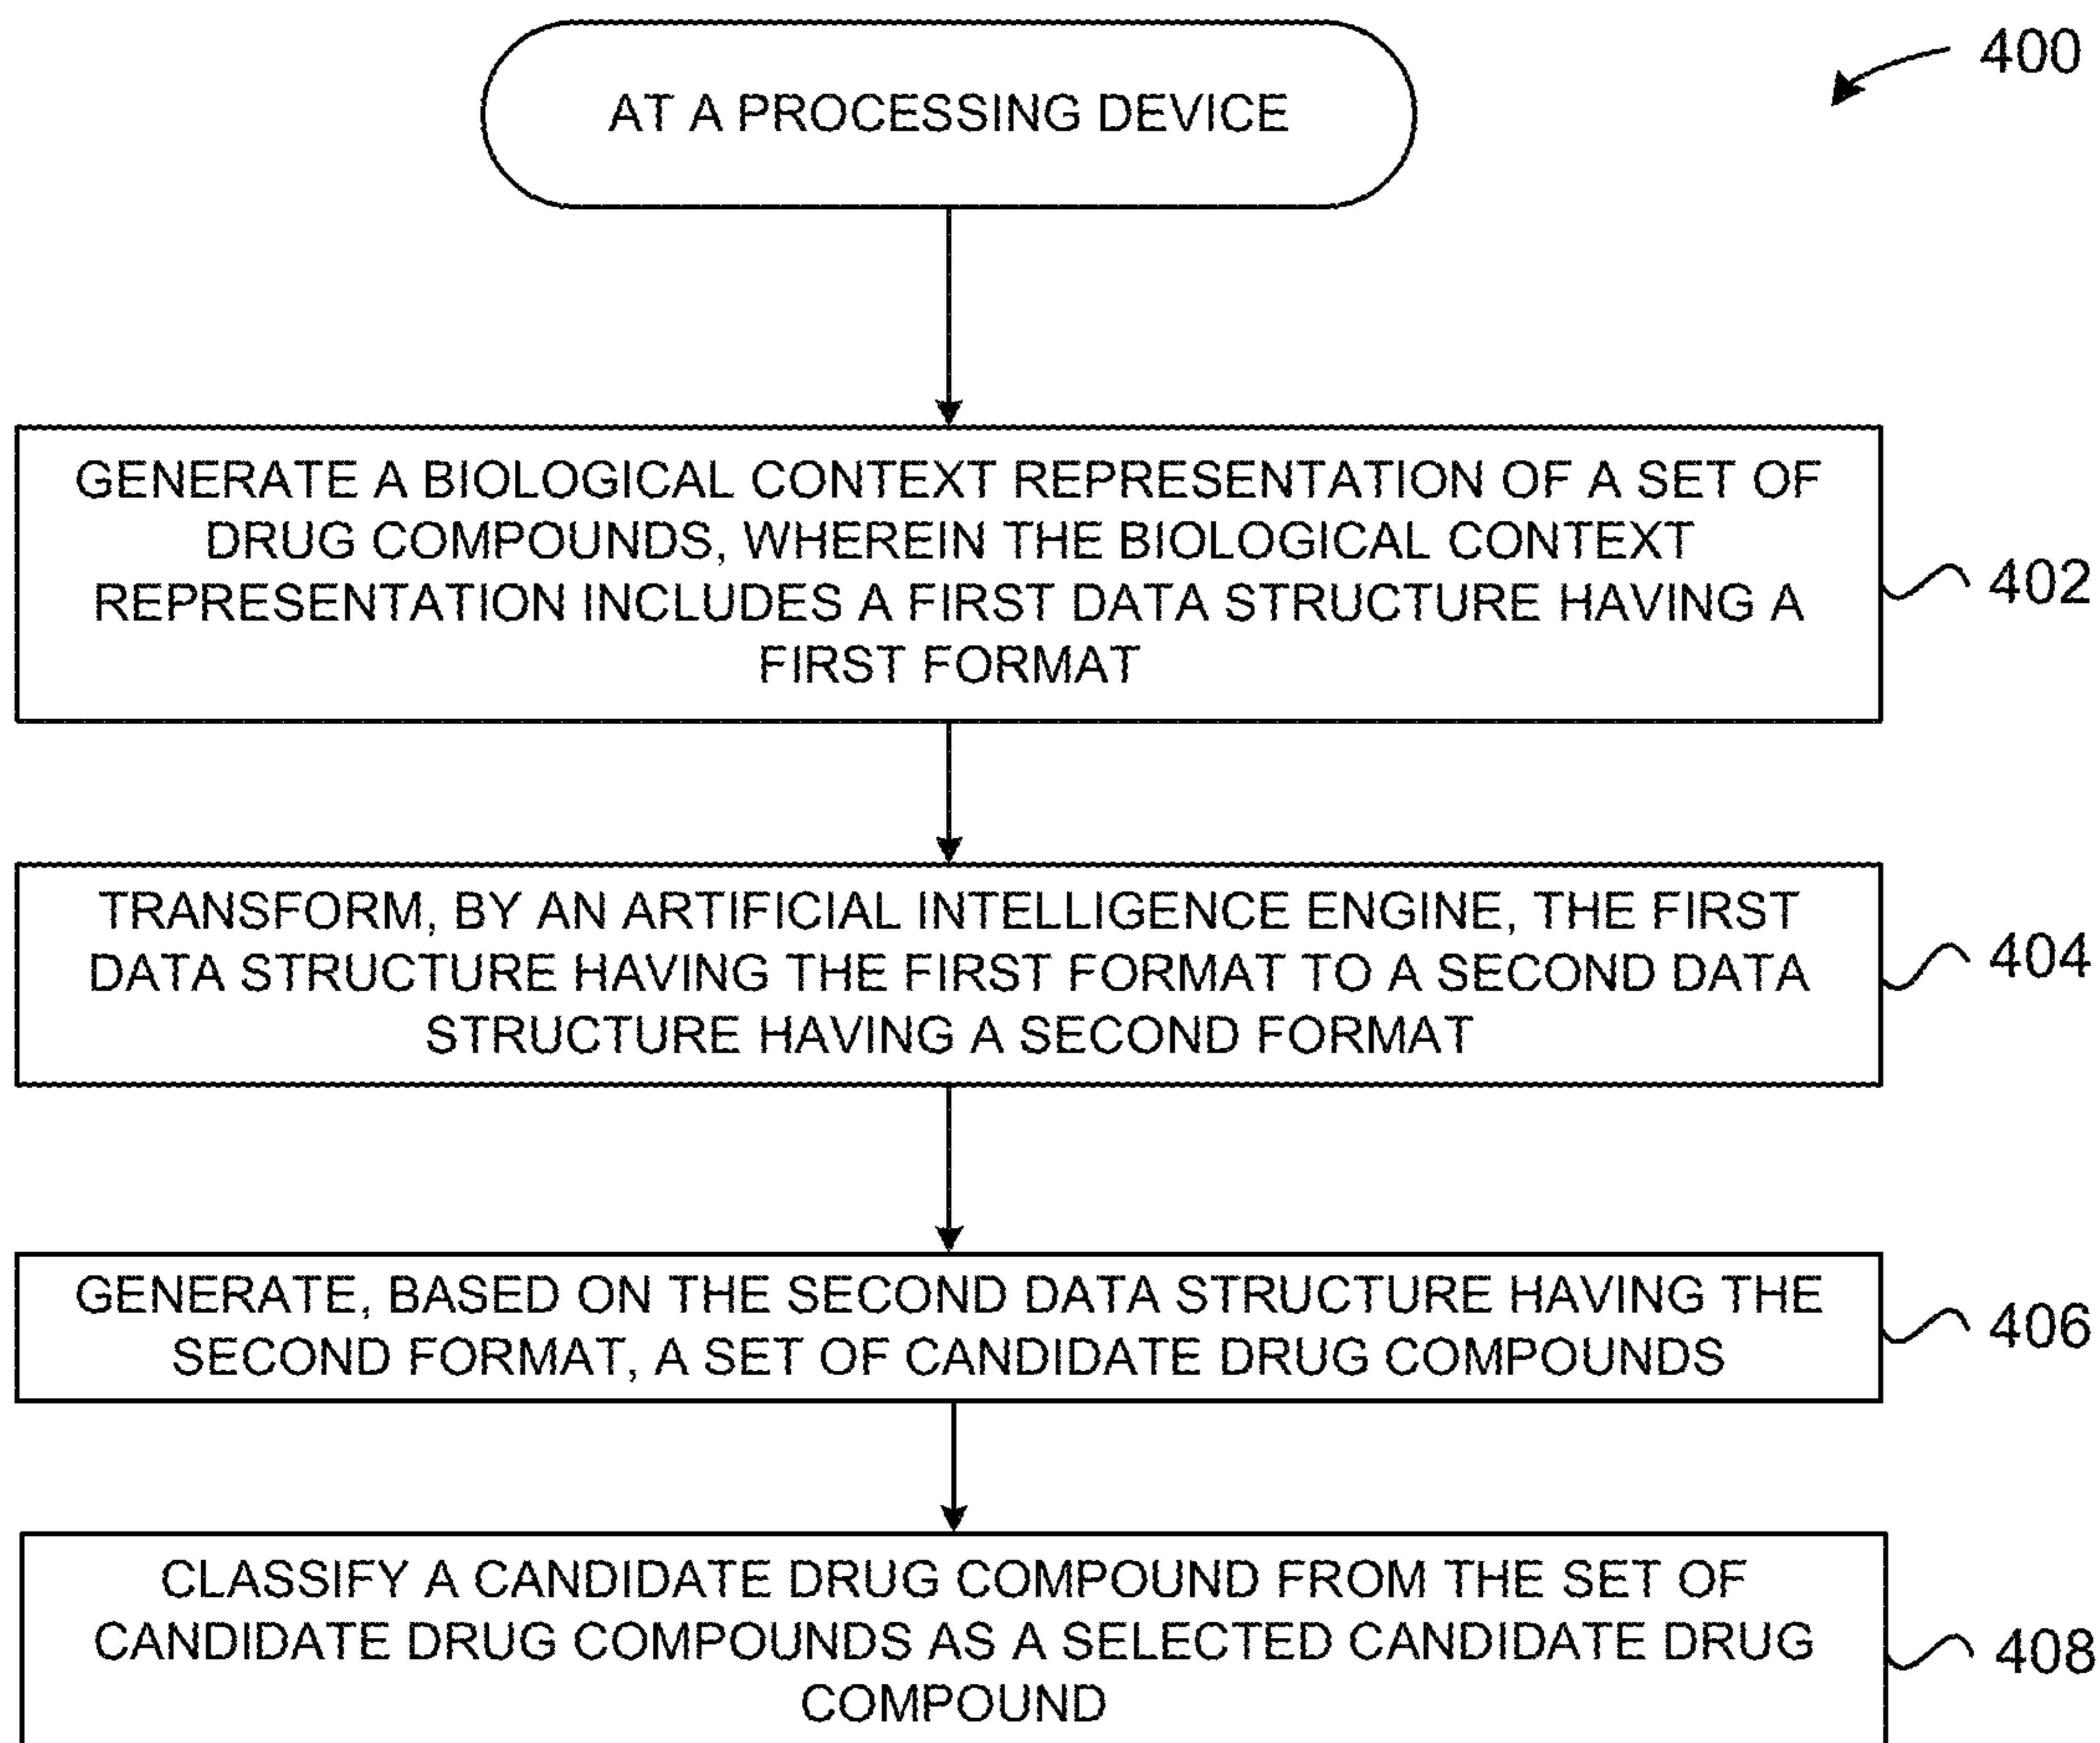 AT A PROCESSING DEVICE
400
GENERATE A BIOLOGICAL CONTEXT REPRESENTATION OF A SET OF
DRUG COMPOUNDS, WHEREIN THE BIOLOGICAL CONTEXT
REPRESENTATION INCLUDES A FIRST DATA STRUCTURE HAVING A
FIRST FORMAT
402
TRANSFORM, BY AN ARTIFICIAL INTELLIGENCE ENGINE, THE FIRST
DATA STRUCTURE HAVING THE FIRST FORMAT TO A SECOND DATA
STRUCTURE HAVING A SECOND FORMAT
404
GENERATE, BASED ON THE SECOND DATA STRUCTURE HAVING THE
SECOND FORMAT, A SET OF CANDIDATE DRUG COMPOUNDS
406
CLASSIFY A CANDIDATE DRUG COMPOUND FROM THE SET OF
CANDIDATE DRUG COMPOUNDS AS A SELECTED CANDIDATE DRUG
COMPOUND
408